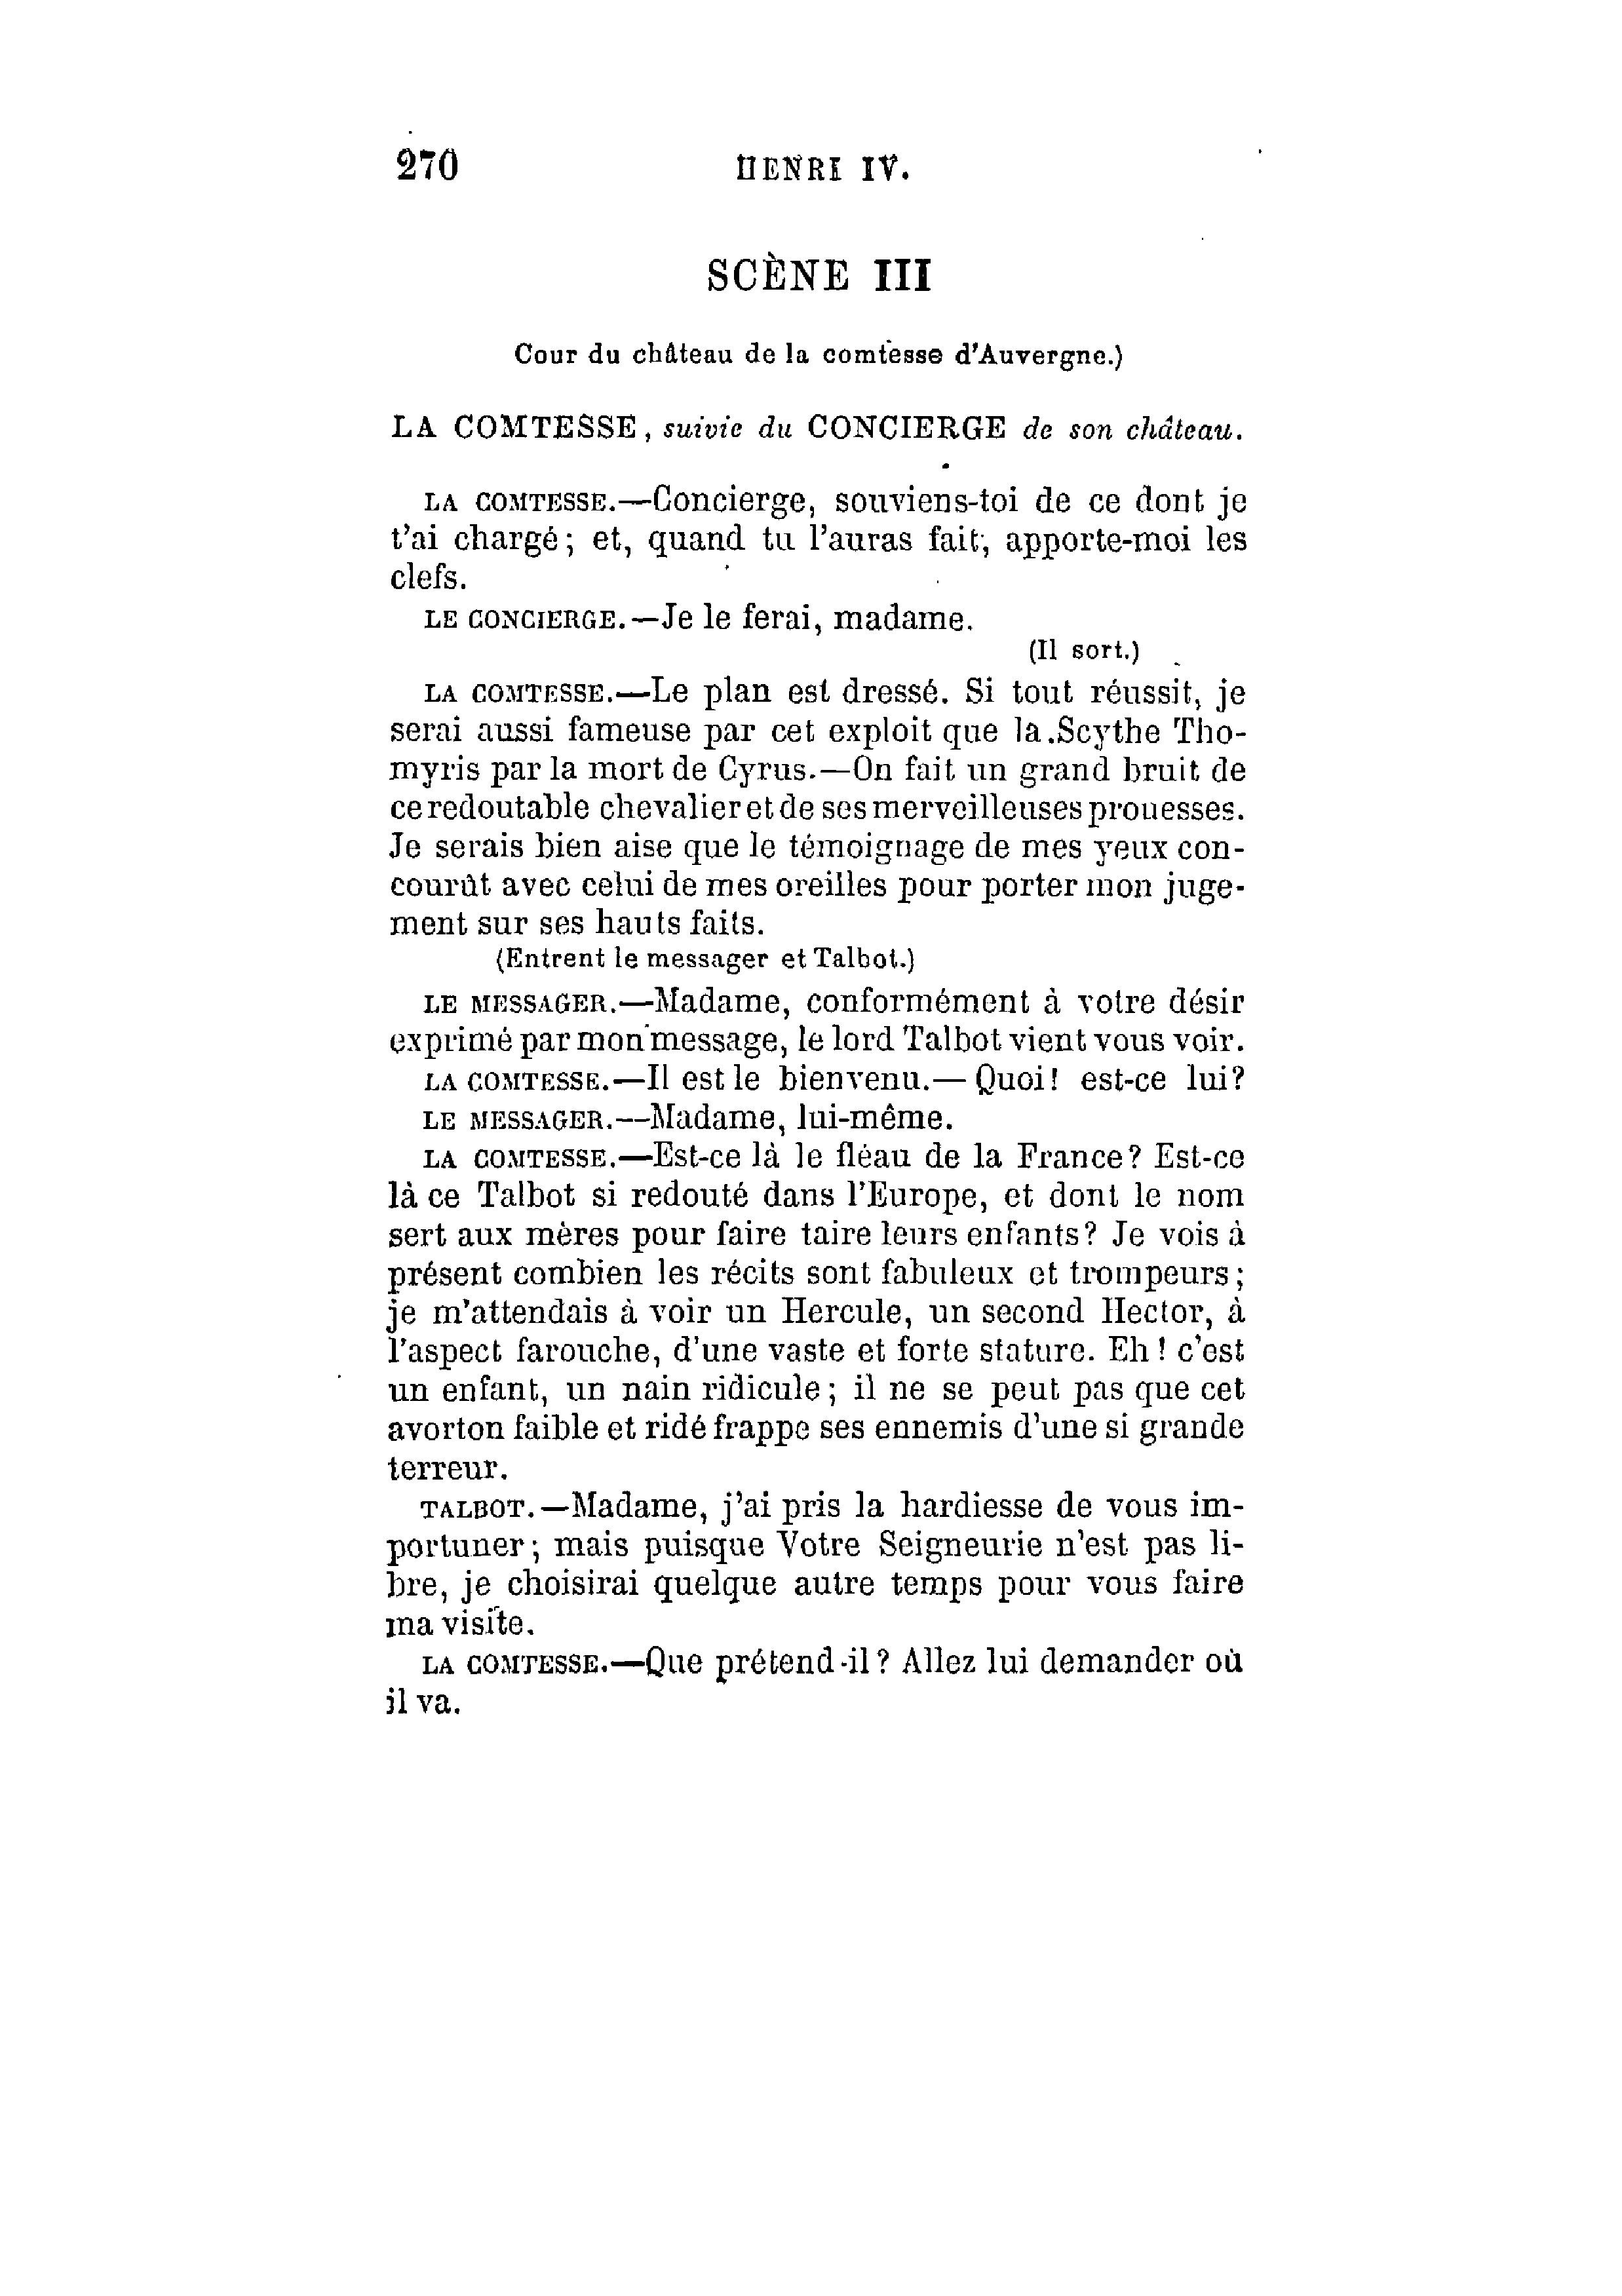 270 HENRI IV.
SCÈNE III
Cour du château de la comtesse d'Auvergne.)
LA COMTESSE, suivie du CONCIERGE de son château.
LA COMTESSE.—Concierge, souviens-toi de ce dont je
t'ai chargé; et, quand tu l'auras fait, apporte-moi les
clefs.
LE CONCIERGE.—Je le ferai, madame.
(Il sort.)
LA COMTESSE.—Le plan est dressé. Si tout réussit, je
serai aussi fameuse par cet exploit que la Scythe Tho-
myris par la mort de Cyrus.—On fait un grand bruit de
ce redoutable chevalier et de ses merveilleuses prouesses.
Je serais bien aise que le témoignage de mes yeux con-
courût avec celui de mes oreilles pour porter mon juge-
ment sur ses hauts faits.
(Entrent le messager et Talbot.)
LE MESSAGER.—Madame, conformément à votre désir
exprimé par mon message, le lord Talbot vient vous voir.
LA COMTESSE.—Il est le bienvenu.—Quoi! est-ce lui?
LE MESSAGER.—Madame, lui-même.
LA COMTESSE.—Est-ce là le fléau de la France? Est-ce
là ce Talbot si redouté dans l'Europe, et dont le nom
sert aux mères pour faire taire leurs enfants? Je vois à
présent combien les récits sont fabuleux et trompeurs;
je m'attendais à voir un Hercule, un second Hector, à
l'aspect farouche, d'une vaste et forte stature. Eh! c'est
un enfant, un nain ridicule; il ne se peut pas que cet
avorton faible et ridé frappe ses ennemis d'une si grande
terreur.
TALBOT.—Madame, j'ai pris la hardiesse de vous im-
portuner; mais puisque Votre Seigneurie n'est pas li-
bre, je choisirai quelque autre temps pour vous faire
ma visite.
LA COMTESSE.—Que prétend-il? Allez lui demander où
il va.